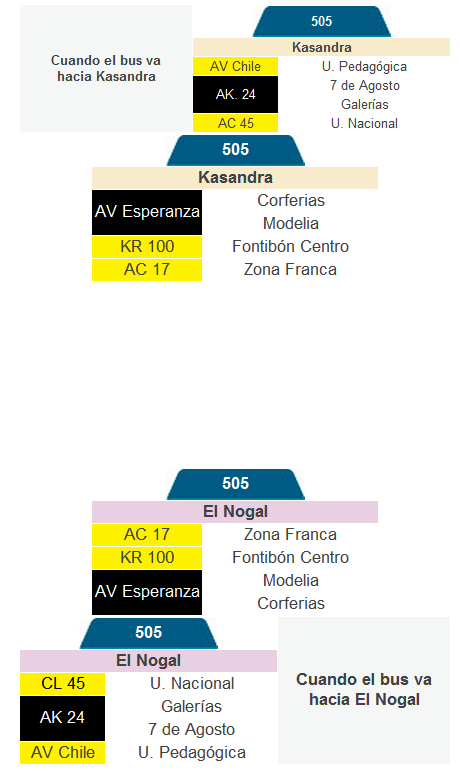 Cuando el bus va
hacia Kasandra
505
Kasandra
AV Chile U. Pedagógica
AK. 24 7 de Agosto
Galerías
AC 45 U. Nacional
505
Kasandra
AV Esperanza Corferias
Modelia
KR 100 Fontibón Centro
AC 17 Zona Franca
505
El Nogal
AC 17 Zona Franca
KR 100 Fontibón Centro
AV Esperanza Modelia
Corferias
505
El Nogal
CL 45 U. Nacional
AK 24 Galerías
7 de Agosto
AV Chile U. Pedagógica
Cuando el bus va
hacia El Nogal